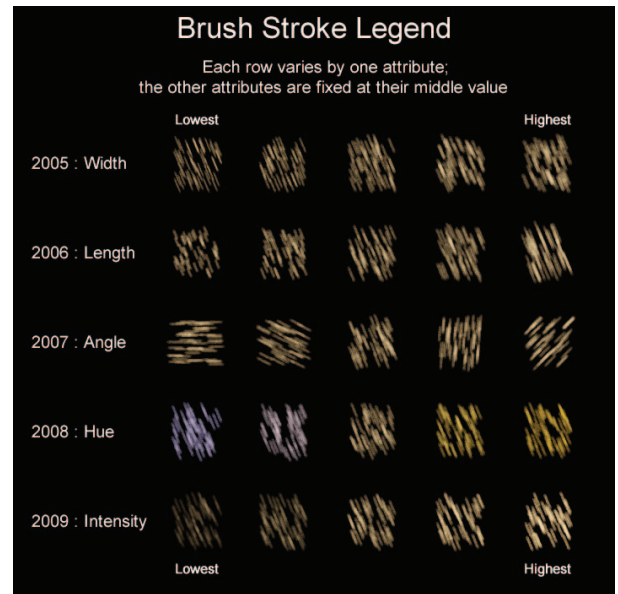 Brush Stroke Legend
Each row varies by one attribute;
the other attributes are fixed at their middle value
Lowest Highest
2005 : Width
2006 : Length
2007 : Angle
2008 : Hue
2009 : Intensity
Lowest Highest